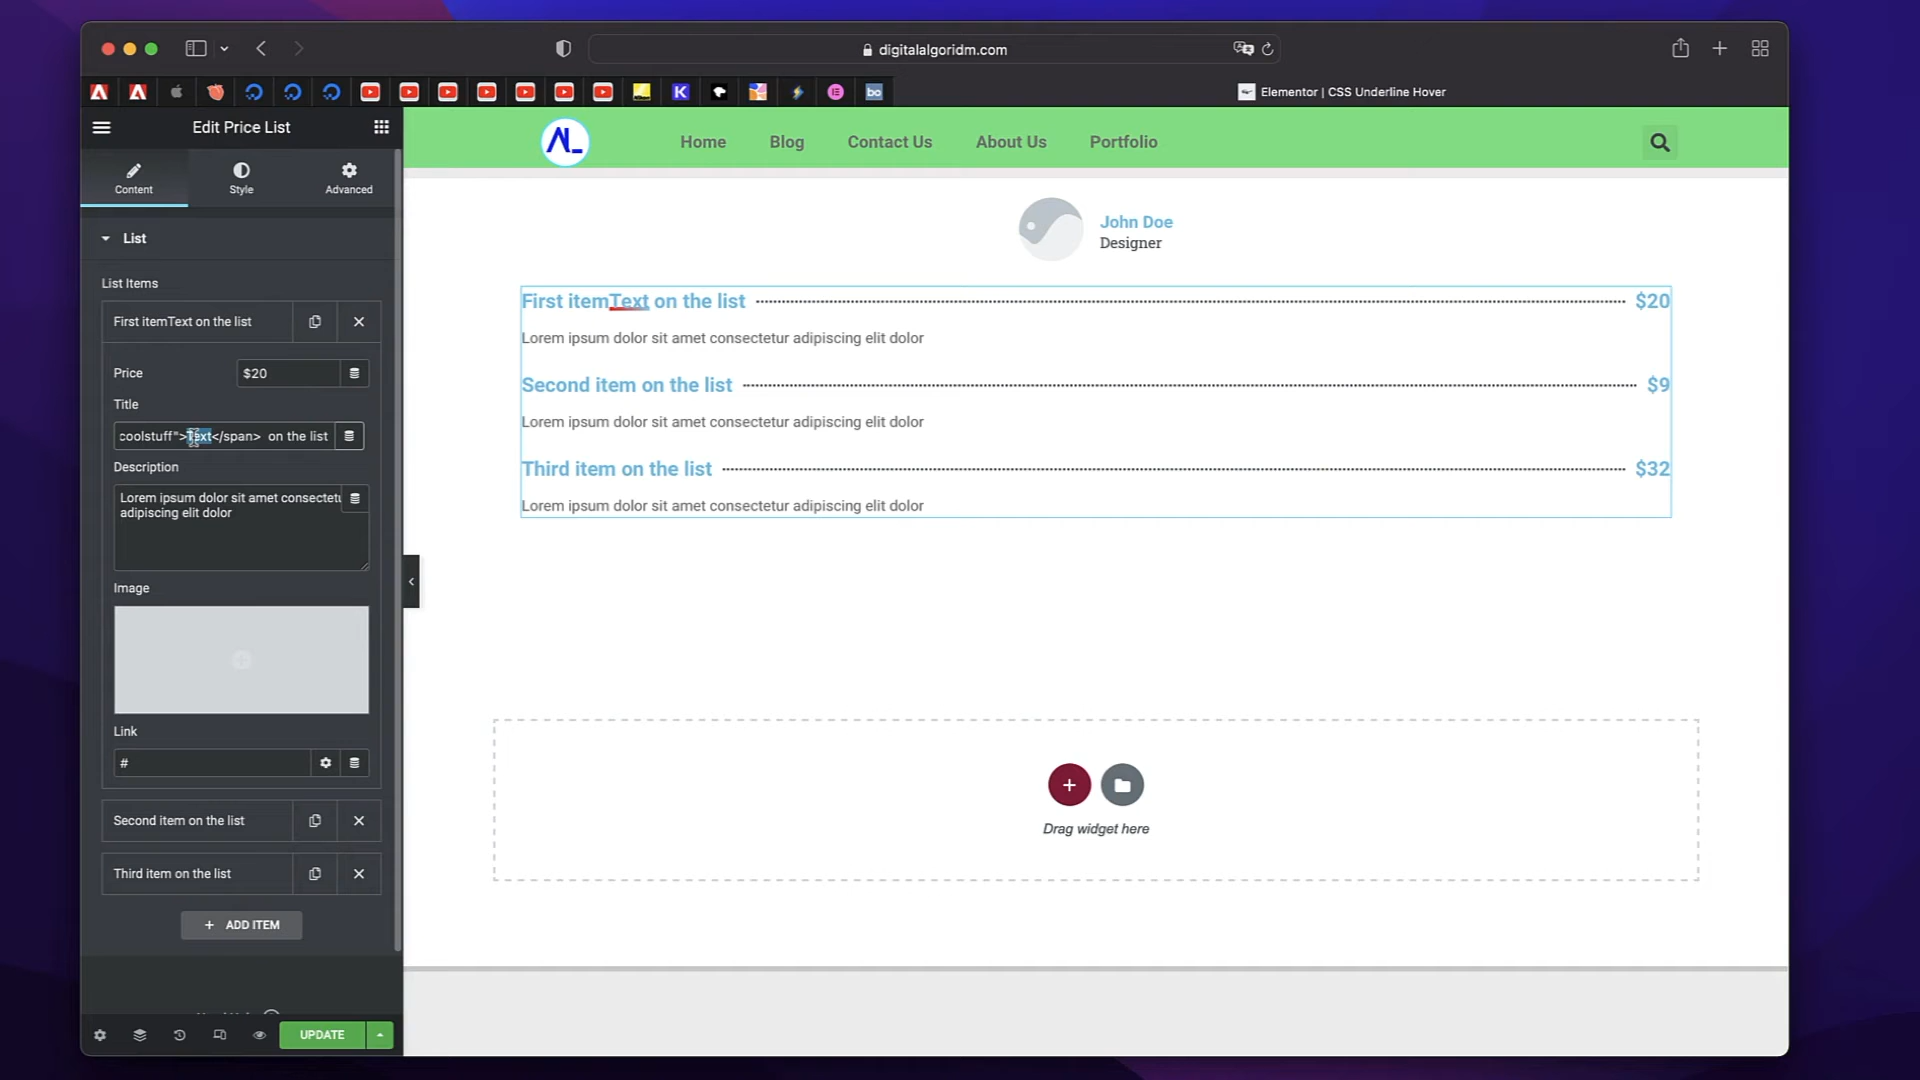 digitalalgoridm.com
K
bo
Elementor | CSS Underline Hover
Edit Price List
Content
Style
Advanced
List
List Items
First itemText on the list
Price
$20
Title
coolstuff">Text</span> on the list
Description
Lorem ipsum dolor sit amet consectetu
adipiscing elit dolor
Image
Link
#
Second item on the list
Third item on the list
+ ADD ITEM
UPDATE
Home
Blog
Contact Us
About Us
Portfolio
John Doe
Designer
First itemText on the list
$20
Lorem ipsum dolor sit amet consectetur adipiscing elit dolor
Second item on the list
$9
Lorem ipsum dolor sit amet consectetur adipiscing elit dolor
Third item on the list
$32
Lorem ipsum dolor sit amet consectetur adipiscing elit dolor
Drag widget here